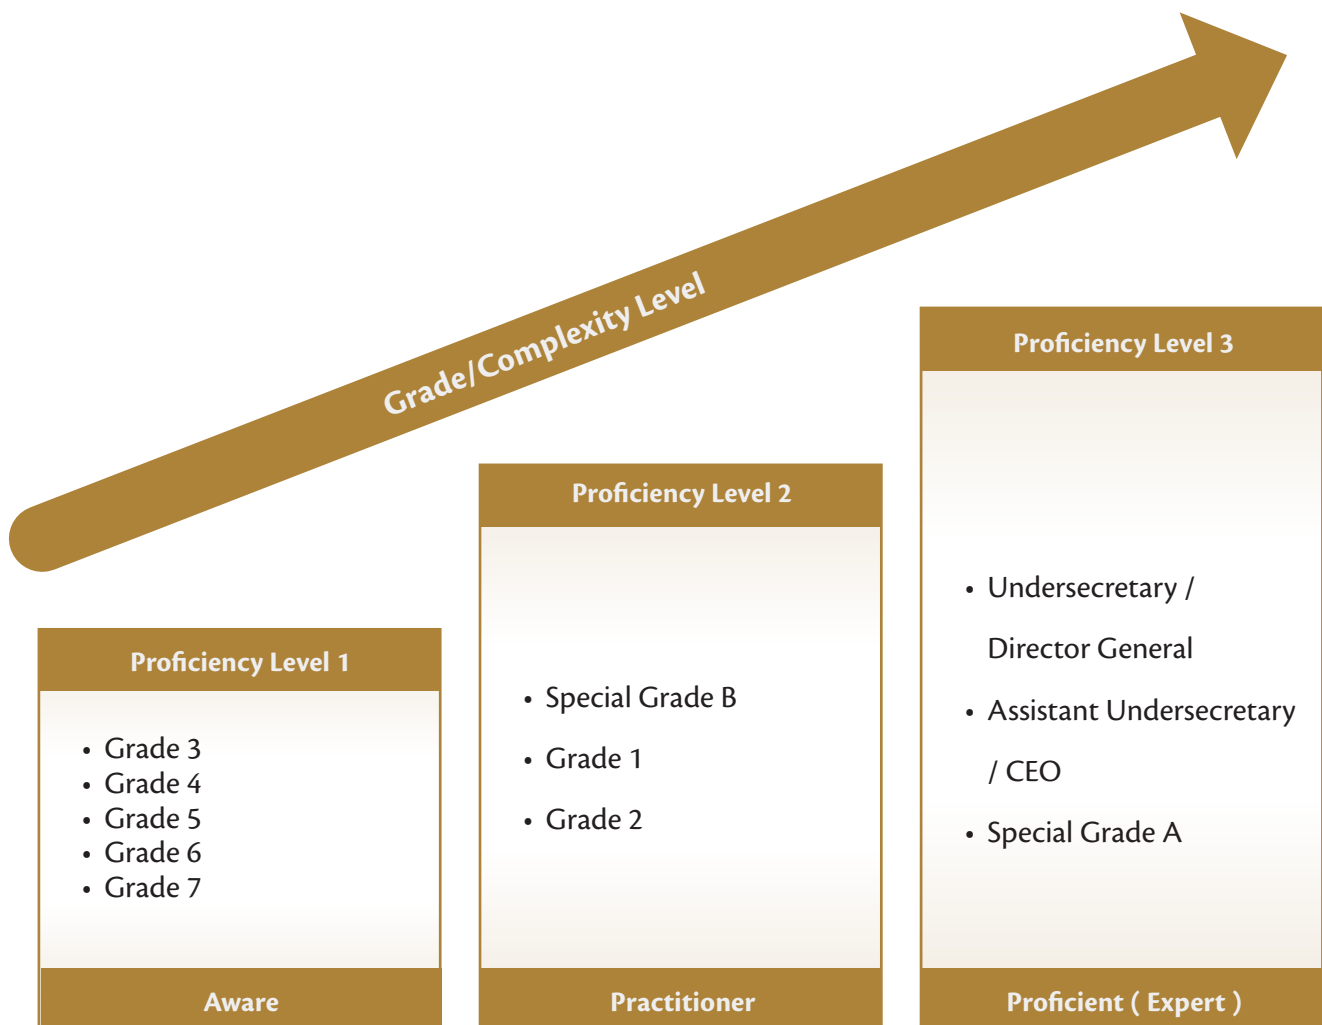 Grade/Complexity Level
Proficiency Level 1
• Grade 3
• Grade 4
• Grade 5
• Grade 6
• Grade 7
Aware
Proficiency Level 2
• Special Grade B
• Grade 1
• Grade 2
Practitioner
Proficiency Level 3
• Undersecretary /
Director General
• Assistant Undersecretary
/ CEO
• Special Grade A
Proficient ( Expert )